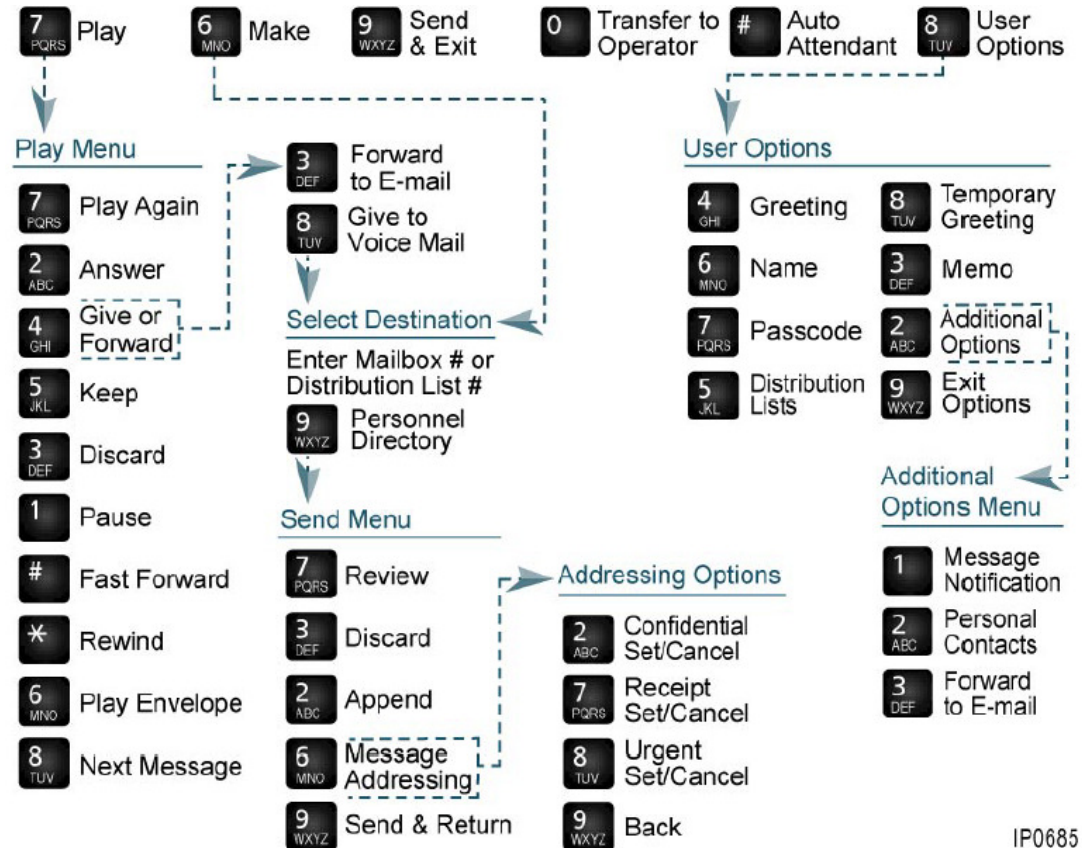 7 PQRS Play
6 MNO Make
9 WXYZ Send
& Exit
0 Transfer to
Operator
# Auto
Attendant
8 TUV User
Options
Play Menu
7 PQRS Play Again
2 ABC Answer
4 GHI Give or
Forward
5 JKL Keep
3 DEF Discard
1 Pause
# Fast Forward
* Rewind
6 MNO Play Envelope
8 TUV Next Message
3 DEF Forward
to E-mail
8 TUV Give to
Voice Mail
Select Destination
Enter Mailbox # or
Distribution List #
9 WXYZ Personnel
Directory
Send Menu
7 PQRS Review
3 DEF Discard
2 ABC Append
6 MNO Message
Addressing
9 WXYZ Send & Return
Addressing Options
2 ABC Confidential
Set/Cancel
7 PQRS Receipt
Set/Cancel
8 TUV Urgent
Set/Cancel
9 WXYZ Back
User Options
4 GHI Greeting
6 MNO Name
7 PQRS Passcode
5 JKL Distribution
Lists
8 TUV Temporary
Greeting
3 DEF Memo
2 ABC Additional
Options
9 WXYZ Exit
Options
Additional
Options Menu
1 Message
Notification
2 ABC Personal
Contacts
3 DEF Forward
to E-mail
IP0685